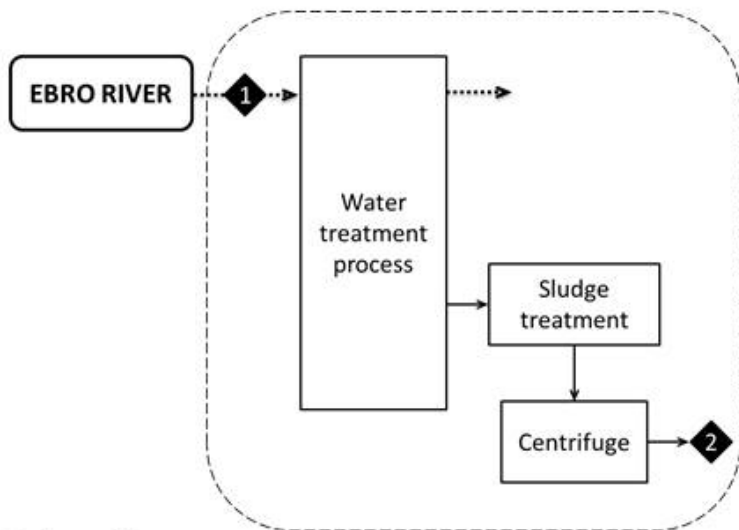 EBRO RIVER
1
Water
treatment
process
Sludge
treatment
Centrifuge
2